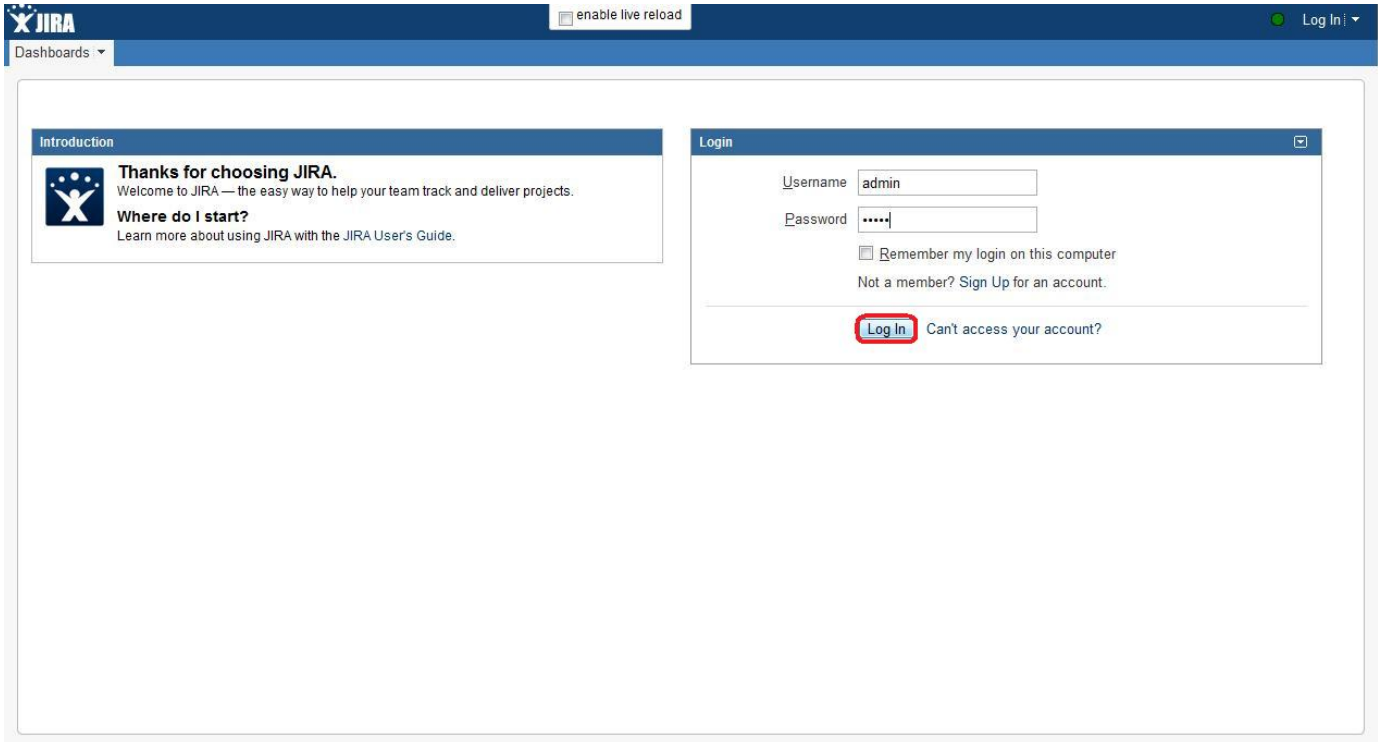 JIRA
enable live reload
Log In
Dashboards
Introduction
Thanks for choosing JIRA.
Welcome to JIRA — the easy way to help your team track and deliver projects.
Where do I start?
Learn more about using JIRA with the JIRA User's Guide.
Login
Username admin
Password •••••
Remember my login on this computer
Not a member? Sign Up for an account.
Log In Can't access your account?